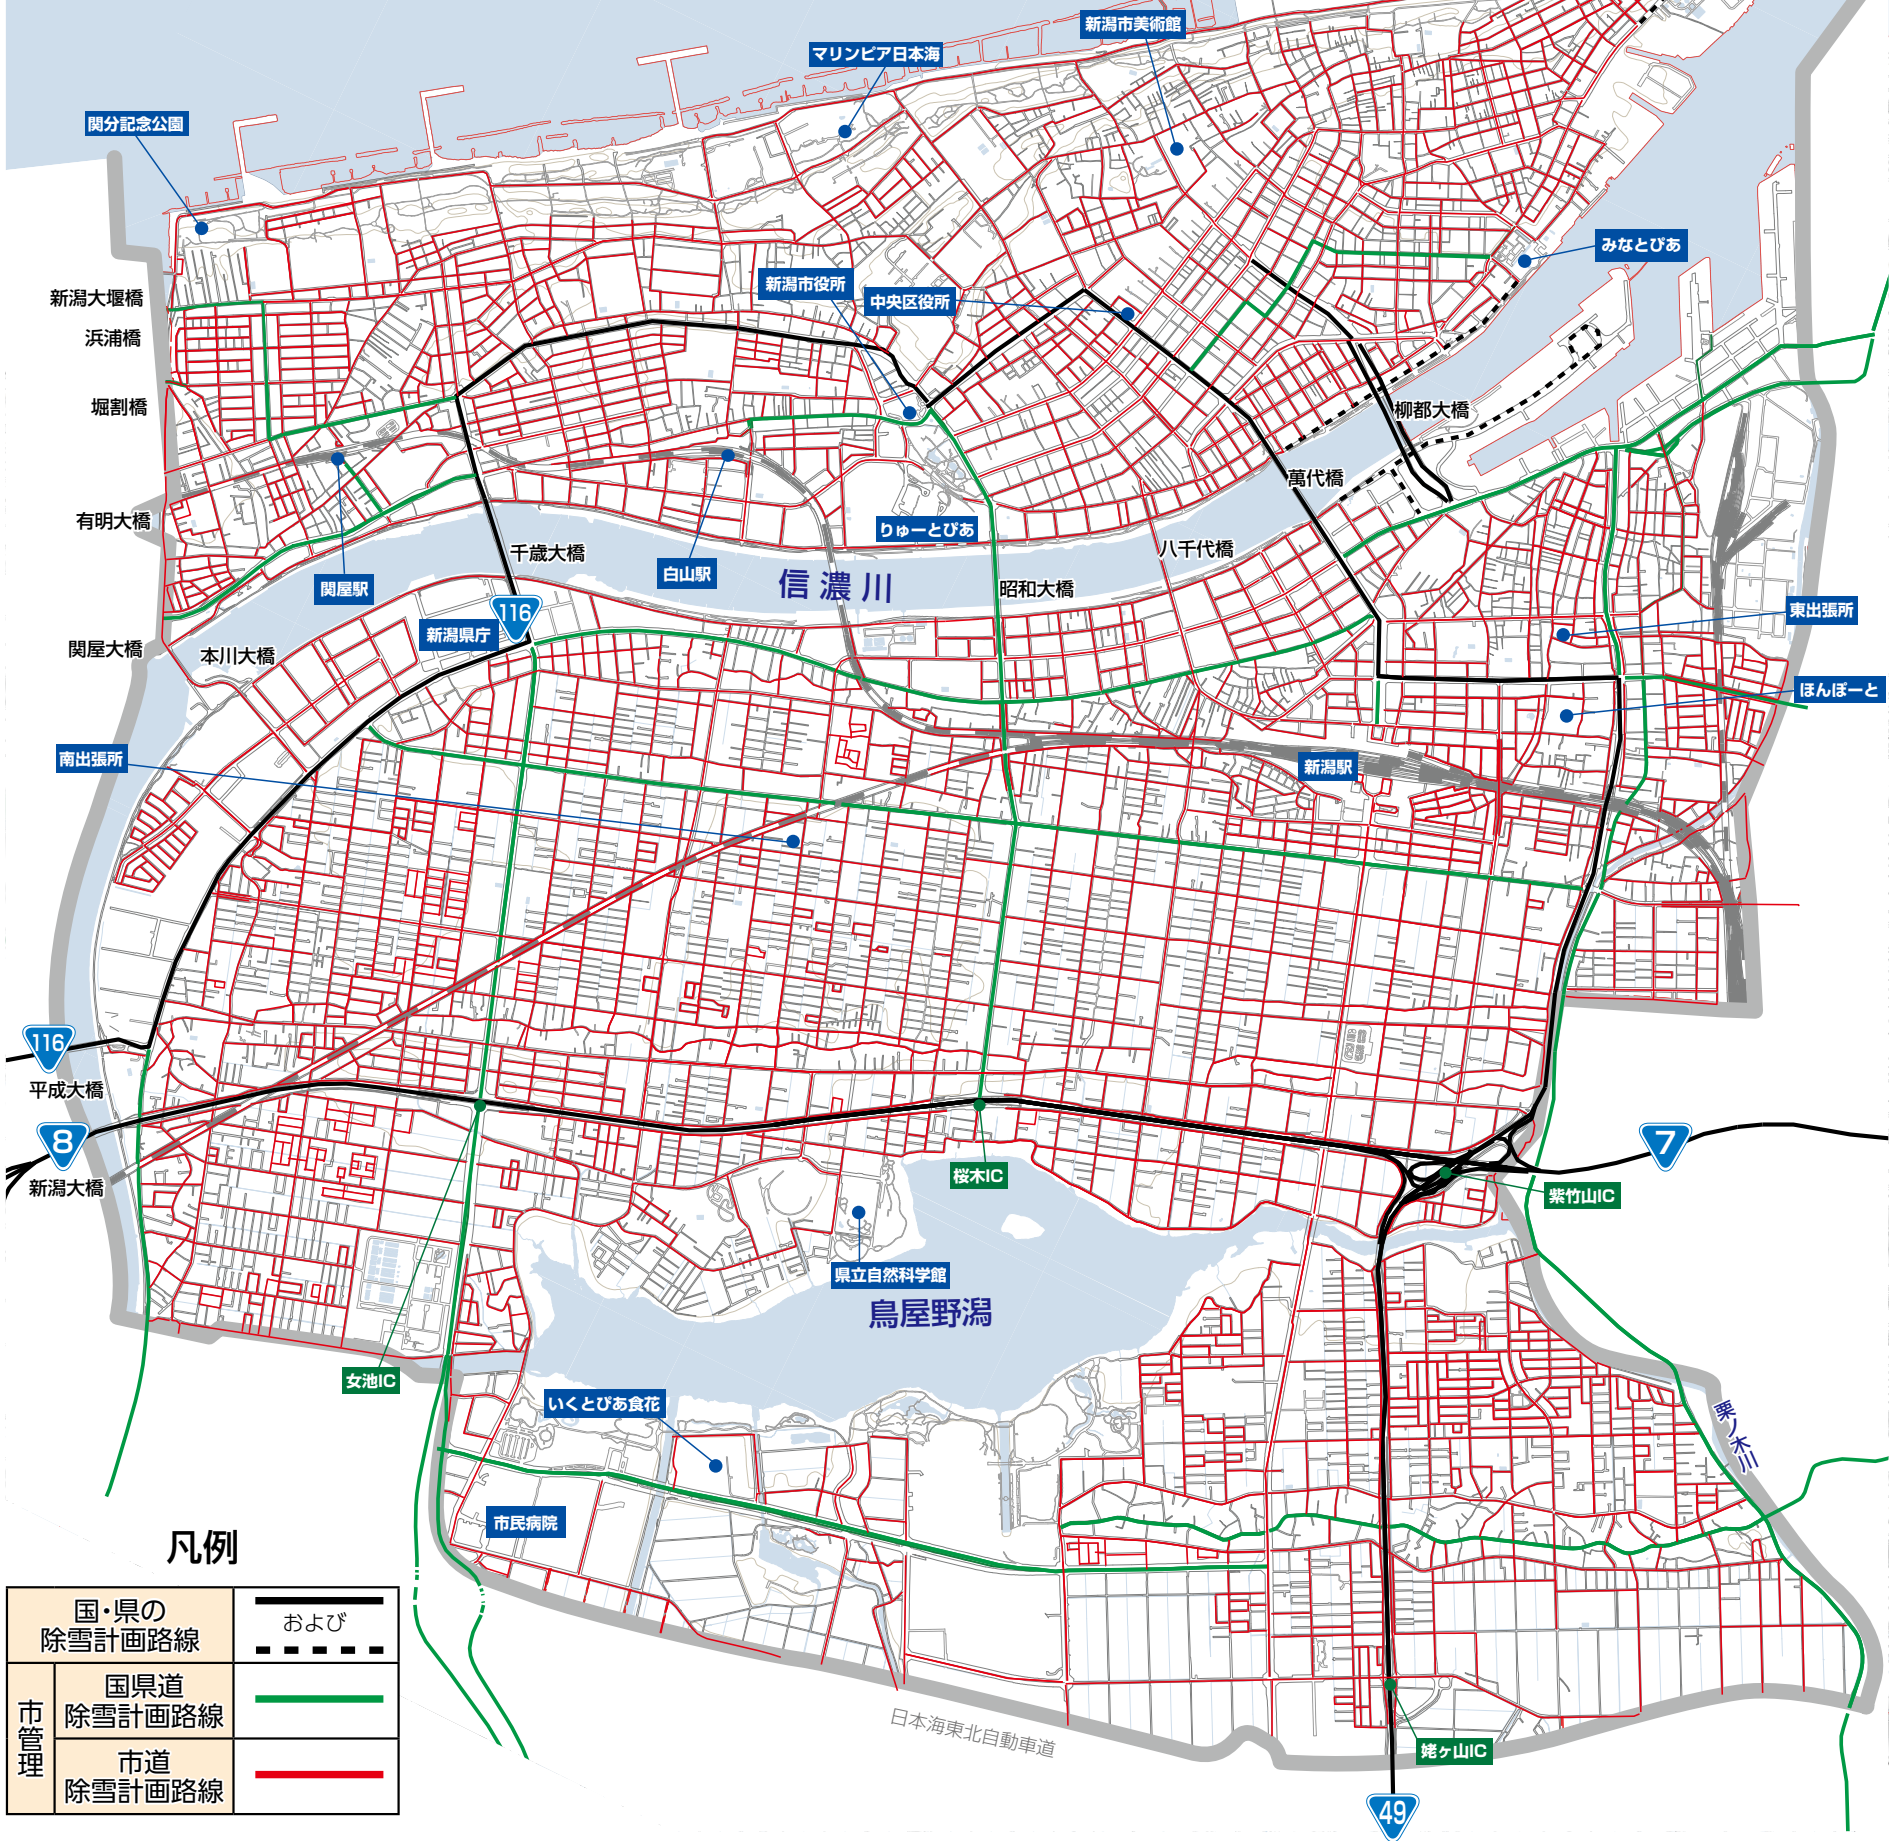 新潟市美術館
マリンピア日本海
関分記念公園
みなとぴあ
新潟市役所
中央区役所
新潟大堰橋
浜浦橋
堀割橋
柳都大橋
萬代橋
有明大橋
りゅーとぴあ
千歳大橋
八千代橋
白山駅
信濃川
関屋駅
昭和大橋
116
東出張所
新潟県庁
関屋大橋
本川大橋
ほんぽーと
南出張所
新潟駅
116
平成大橋
8
7
新潟大橋
桜木IC
紫竹山IC
県立自然科学館
鳥屋野潟
女池IC
いくとぴあ食花
栗ノ木川
市民病院
凡例
国・県の
除雪計画路線
および
市管理
国県道
除雪計画路線
市道
除雪計画路線
日本海東北自動車道
姥ヶ山IC
49